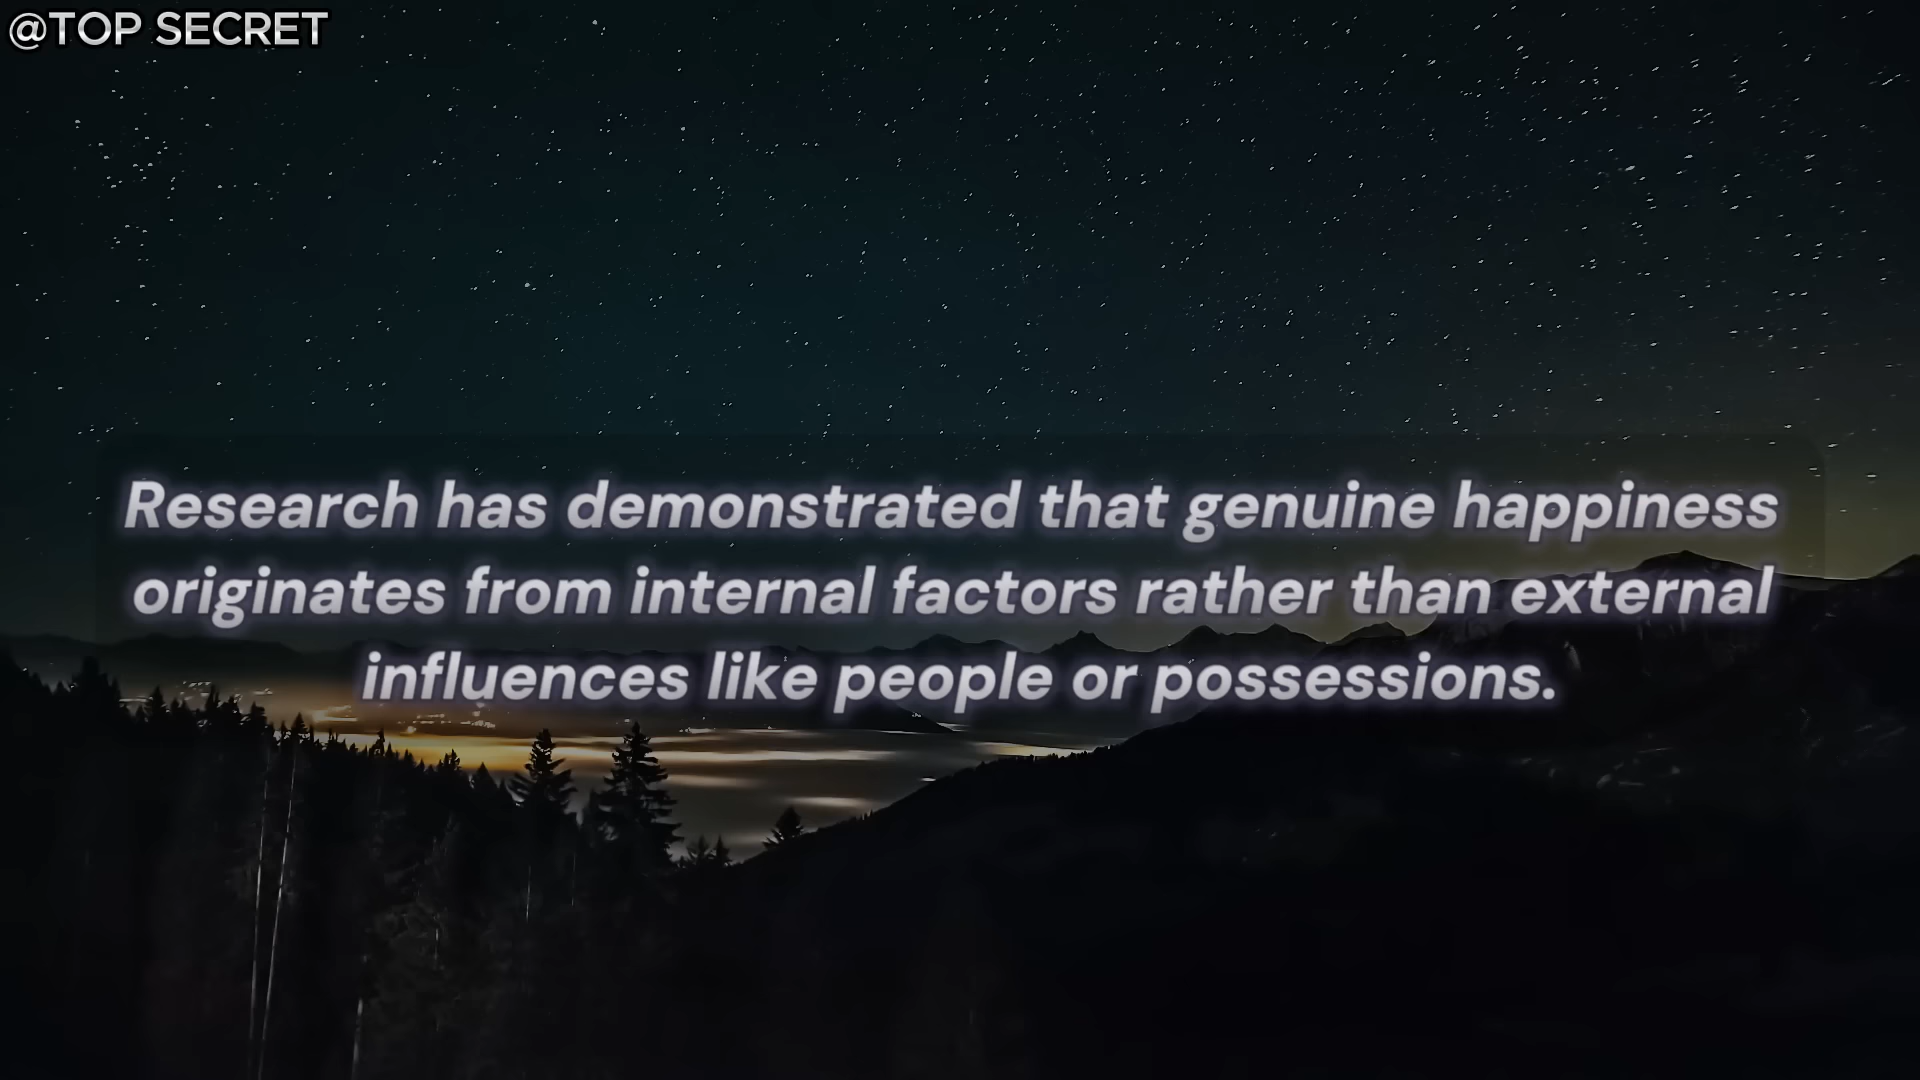 @TOP SECRET
Research has demonstrated that genuine happiness
originates from internal factors rather than external
influences like people or possessions.